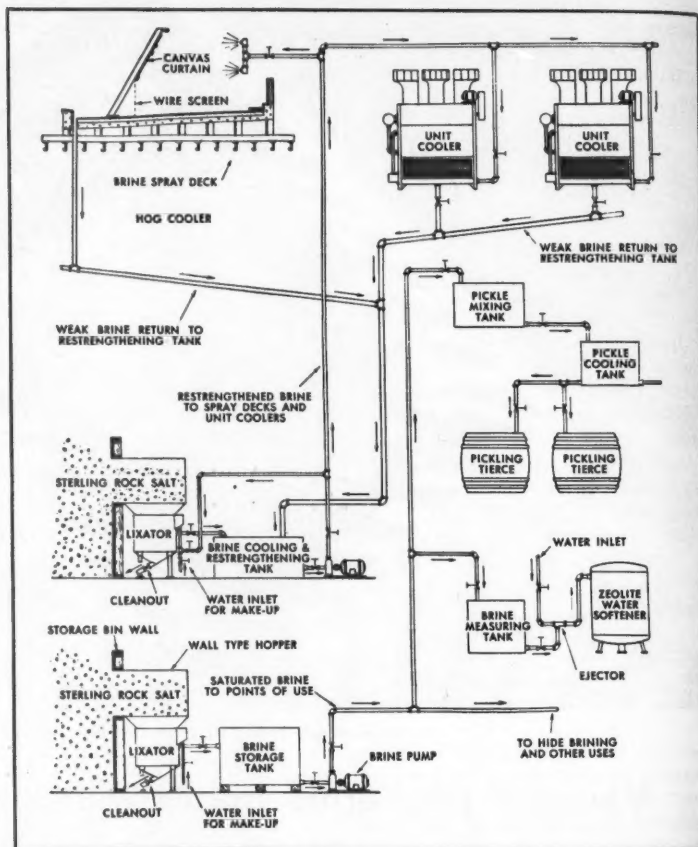 CANVAS
CURTAIN
WIRE SCREEN
BRINE SPRAY DECK
HOG COOLER
UNIT
COOLER
UNIT
COOLER
WEAK BRINE RETURN TO
RESTRENGTHENING TANK
WEAK BRINE RETURN TO
RESTRENGTHENING TANK
PICKLE
MIXING
TANK
PICKLE
COOLING
TANK
RESTRENGTHENED BRINE
TO SPRAY DECKS AND
UNIT COOLERS
PICKLING
TIERCE
PICKLING
TIERCE
STERLING ROCK SALT
LIXATOR
BRINE COOLING &
RESTRENGTHENING
TANK
CLEANOUT
WATER INLET
FOR MAKE-UP
WATER INLET
BRINE
MEASURING
TANK
ZEOLITE
WATER
SOFTENER
EJECTOR
STORAGE BIN WALL
WALL TYPE HOPPER
STERLING ROCK SALT
SATURATED BRINE
TO POINTS OF USE
LIXATOR
BRINE
STORAGE
TANK
BRINE PUMP
TO HIDE BRINING
AND OTHER USES
CLEANOUT
WATER INLET
FOR MAKE-UP